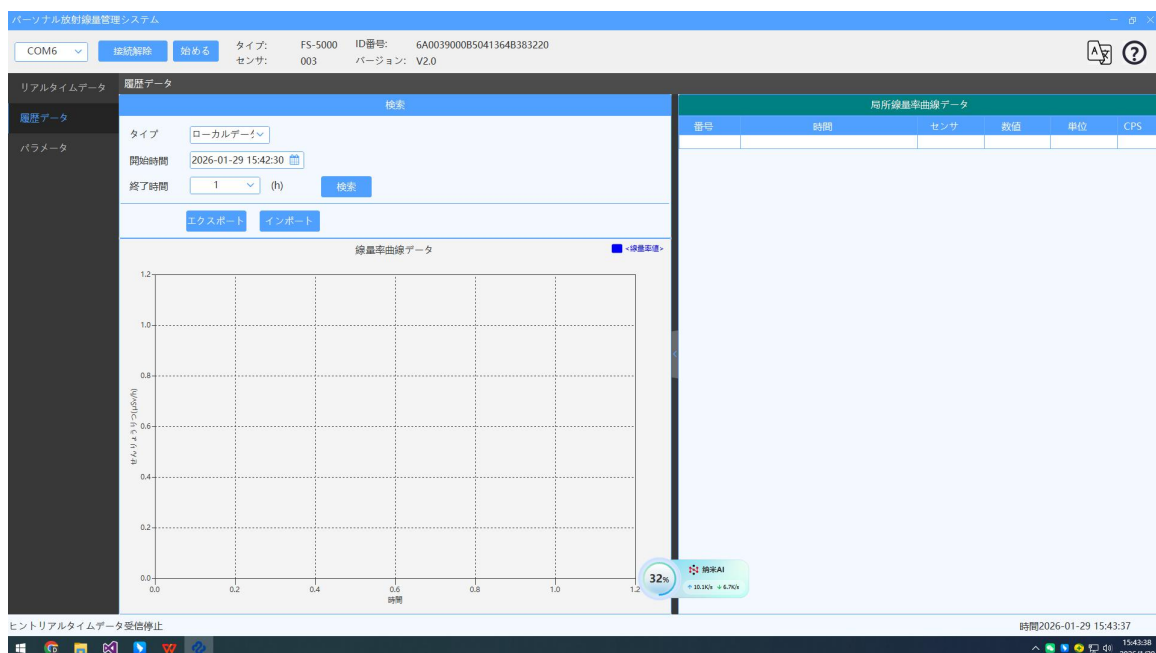 パーソナル放射線量管理システム
COM6 接続解除 始める タイプ: FS-5000 ID番号: 6A0039000B5041364B383220
センサ: 003 バージョン: V2.0
リアルタイムデータ 履歴データ
検索 局所線量率曲線データ
履歴データ
番号 時間 センサ 数値 単位 CPS
タイプ ローカルデー
パラメータ
開始時間 2026-01-29 15:42:30
終了時間 1 (h) 検索
エクスポート インポート
線量率曲線データ <線量率値>
1.2
1.0
0.8
0.6
0.4
0.2
0.0
0.0 0.2 0.4 0.6 0.8 1.0 1.2
時間
32% 纳米AI
10.1K/s 6.7K/s
ヒントリアルタイムデータ受信停止 時間2026-01-29 15:43:37
15:43:38